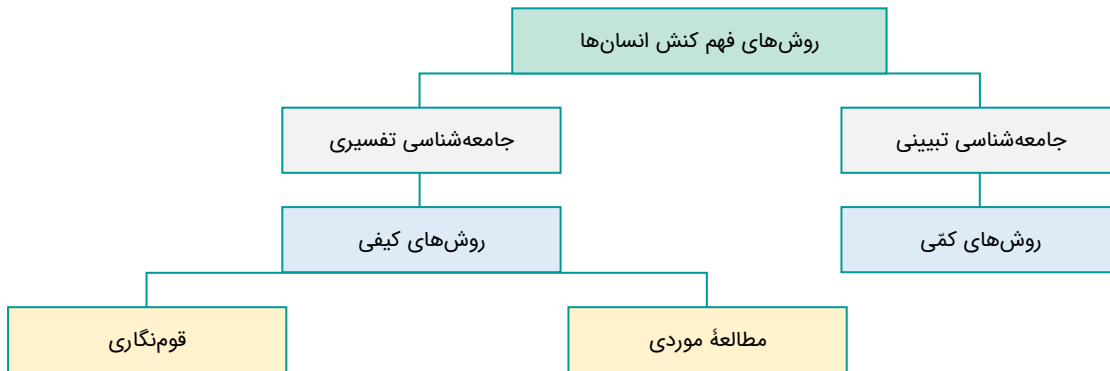 روش‌های فهم کنش انسان‌ها
جامعه‌شناسی تبیینی
جامعه‌شناسی تفسیری
روش‌های کمّی
روش‌های کیفی
مطالعهٔ موردی
قوم‌نگاری